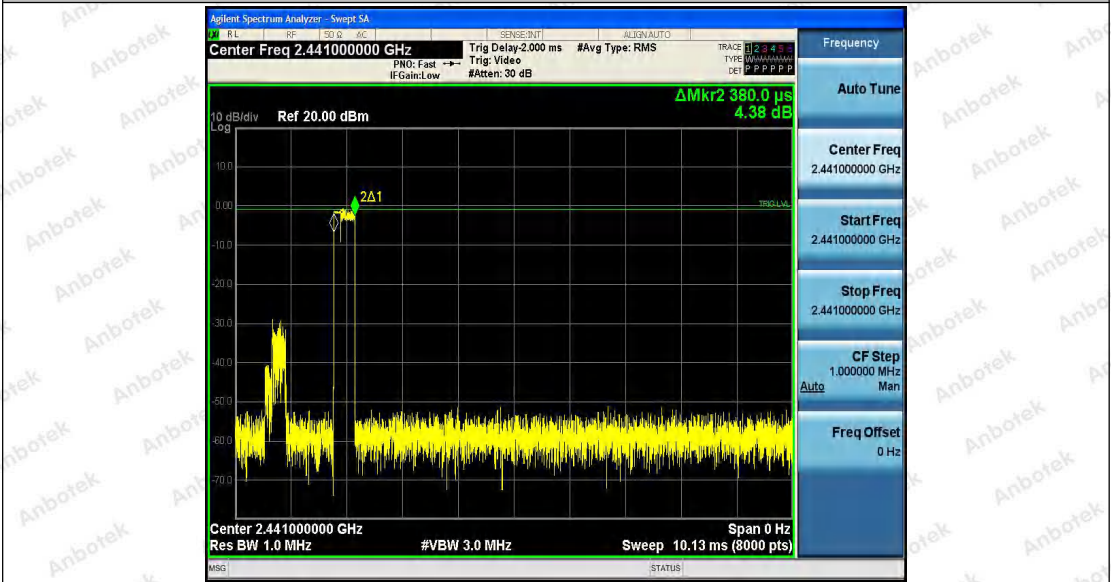 Agilent Spectrum Analyzer - Swept SA
RL RF 50 Ω AC SENSE:INT ALIGN AUTO
Center Freq 2.441000000 GHz
PNO: Fast
IFGain:Low
Trig Delay-2.000 ms
Trig: Video
#Atten: 30 dB
#Avg Type: RMS
TRACE 1 2 3 4 5 6
TYPE
DET P P P P P P
ΔMkr2 380.0 µs
4.38 dB
10 dB/div Ref 20.00 dBm
Log
10.0
0.00
-10.0
-20.0
-30.0
-40.0
-50.0
-60.0
-70.0
2Δ1
TRIG LVL
Center 2.441000000 GHz Span 0 Hz
Res BW 1.0 MHz #VBW 3.0 MHz Sweep 10.13 ms (8000 pts)
MSG STATUS
Frequency
Auto Tune
Center Freq
2.441000000 GHz
Start Freq
2.441000000 GHz
Stop Freq
2.441000000 GHz
CF Step
1.000000 MHz
Auto Man
Freq Offset
0 Hz
Anbotek